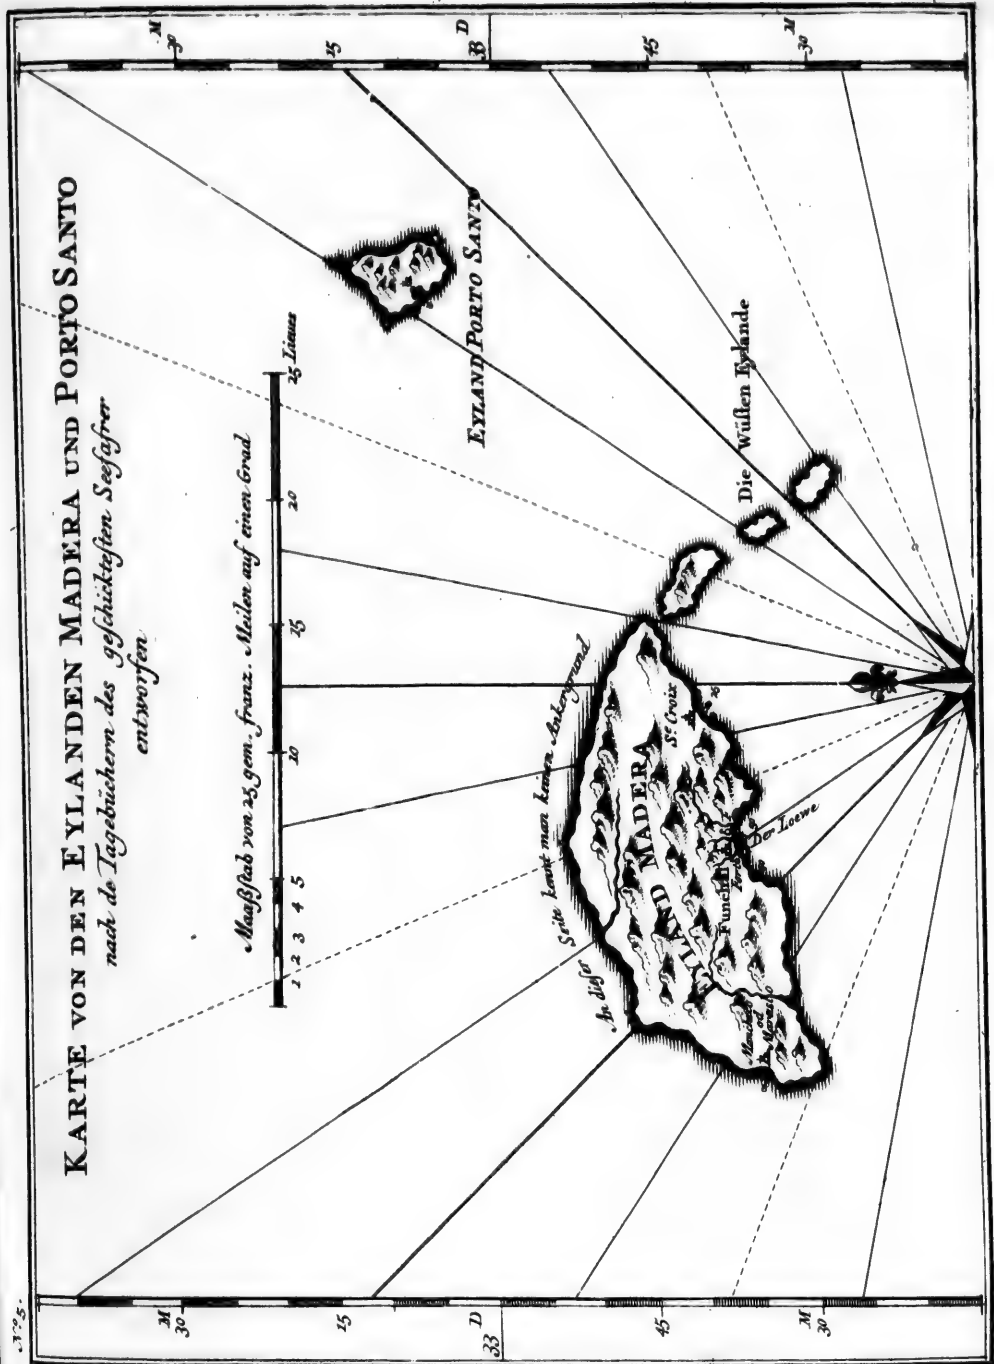 N.º 5.
KARTE VON DEN EYLANDEN MADERA UND PORTO SANTO
nach de Tagebüchern des geschicktesten Seefahrer
entworfen
Maaßstab von 25 gem. franz. Meilen auf einen Grad
1 2 3 4 5 10 15 20 25 Lieues
EYLAND PORTO SANTO
Die Wüsten Eylande
An dieser Seite kennt man keinen Ankergrund
EYLAND MADERA
Ste Croix
Funchal
Der Loewe
od
M 30 15 D 33 45 M 30
M 30 15 D 33 45 M 30